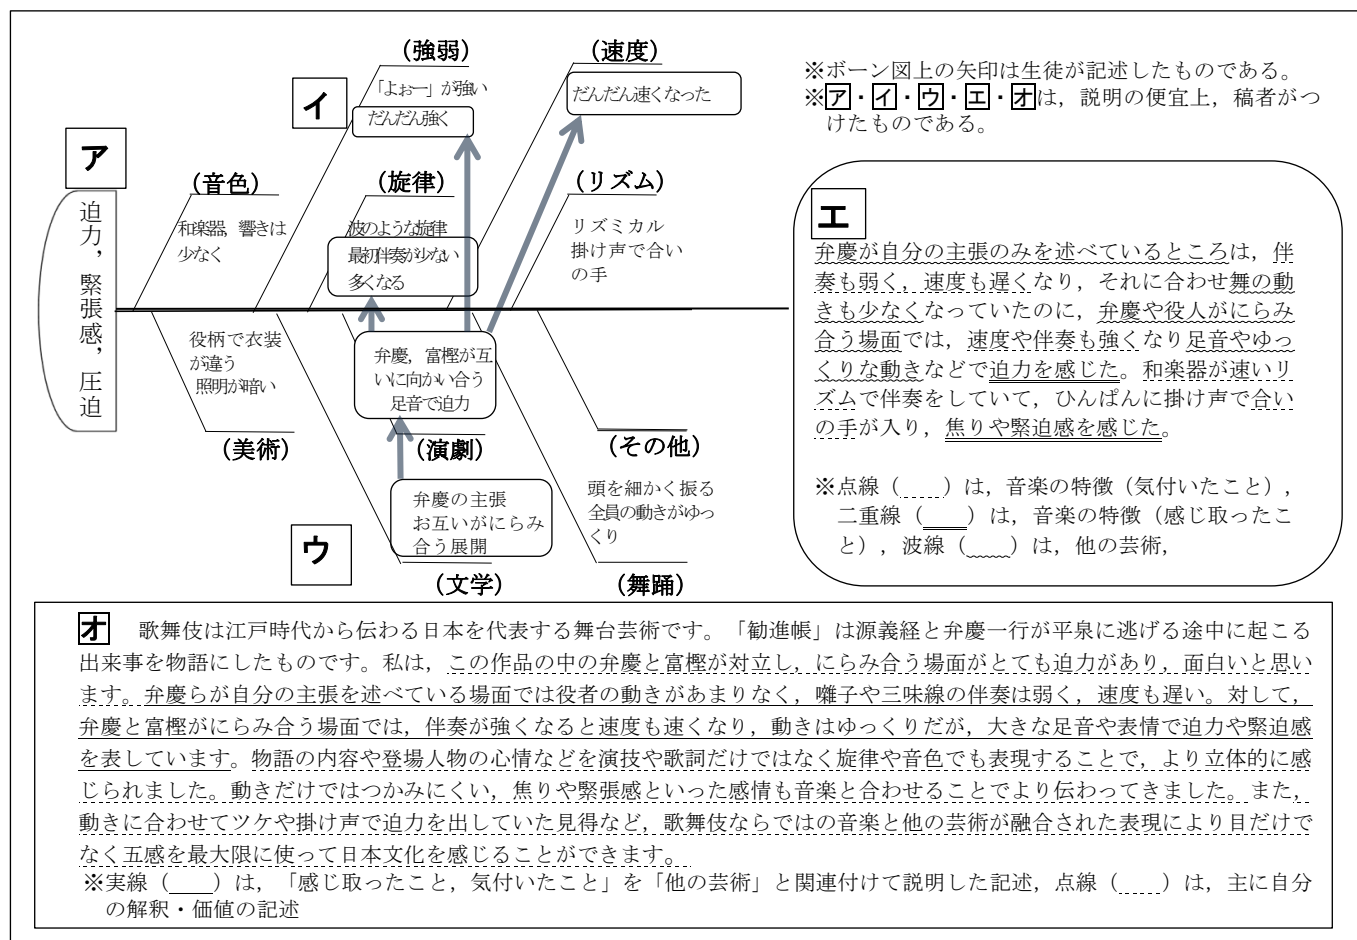 （強弱）
「よぉー」が強い
だんだん強く
（速度）
だんだん速くなった
※ボーン図上の矢印は生徒が記述したものである。
※ア・イ・ウ・エ・オは，説明の便宜上，稿者がつ
けたものである。
イ
ア
迫力，緊張感，圧迫
（音色）
和楽器，響きは
少なく
（旋律）
波のような旋律
最初伴奏が少ない
多くなる
（リズム）
リズミカル
掛け声で合い
の手
役柄で衣装
が違う
照明が暗い
（美術）
弁慶，富樫が互
いに向かい合う
足音で迫力
（演劇）
（その他）
弁慶の主張
お互いがにらみ
合う展開
（文学）
頭を細かく振る
全員の動きがゆっ
くり
（舞踊）
ウ
エ
弁慶が自分の主張のみを述べているところは，伴
奏も弱く，速度も遅くなり，それに合わせ舞の動
きも少なくなっていたのに，弁慶や役人がにらみ
合う場面では，速度や伴奏も強くなり足音やゆっ
くりな動きなどで迫力を感じた。和楽器が速いリ
ズムで伴奏をしていて，ひんぱんに掛け声で合い
の手が入り，焦りや緊迫感を感じた。
※点線（　　）は，音楽の特徴（気付いたこと），
二重線（　　）は，音楽の特徴（感じ取ったこ
と），波線（　　）は，他の芸術，
オ　歌舞伎は江戸時代から伝わる日本を代表する舞台芸術です。「勧進帳」は源義経と弁慶一行が平泉に逃げる途中に起こる
出来事を物語にしたものです。私は，この作品の中の弁慶と富樫が対立し，にらみ合う場面がとても迫力があり，面白いと思い
ます。弁慶らが自分の主張を述べている場面では役者の動きがあまりなく，囃子や三味線の伴奏は弱く，速度も遅い。対して，
弁慶と富樫がにらみ合う場面では，伴奏が強くなると速度も速くなり，動きはゆっくりだが，大きな足音や表情で迫力や緊迫感
を表しています。物語の内容や登場人物の心情などを演技や歌詞だけではなく旋律や音色でも表現することで，より立体的に感
じられました。動きだけではつかみにくい，焦りや緊張感といった感情も音楽と合わせることでより伝わってきました。また，
動きに合わせてツケや掛け声で迫力を出していた見得など，歌舞伎ならではの音楽と他の芸術が融合された表現により目だけで
なく五感を最大限に使って日本文化を感じることができます。
※実線（　　）は，「感じ取ったこと，気付いたこと」を「他の芸術」と関連付けて説明した記述，点線（　　）は，主に自分
の解釈・価値の記述